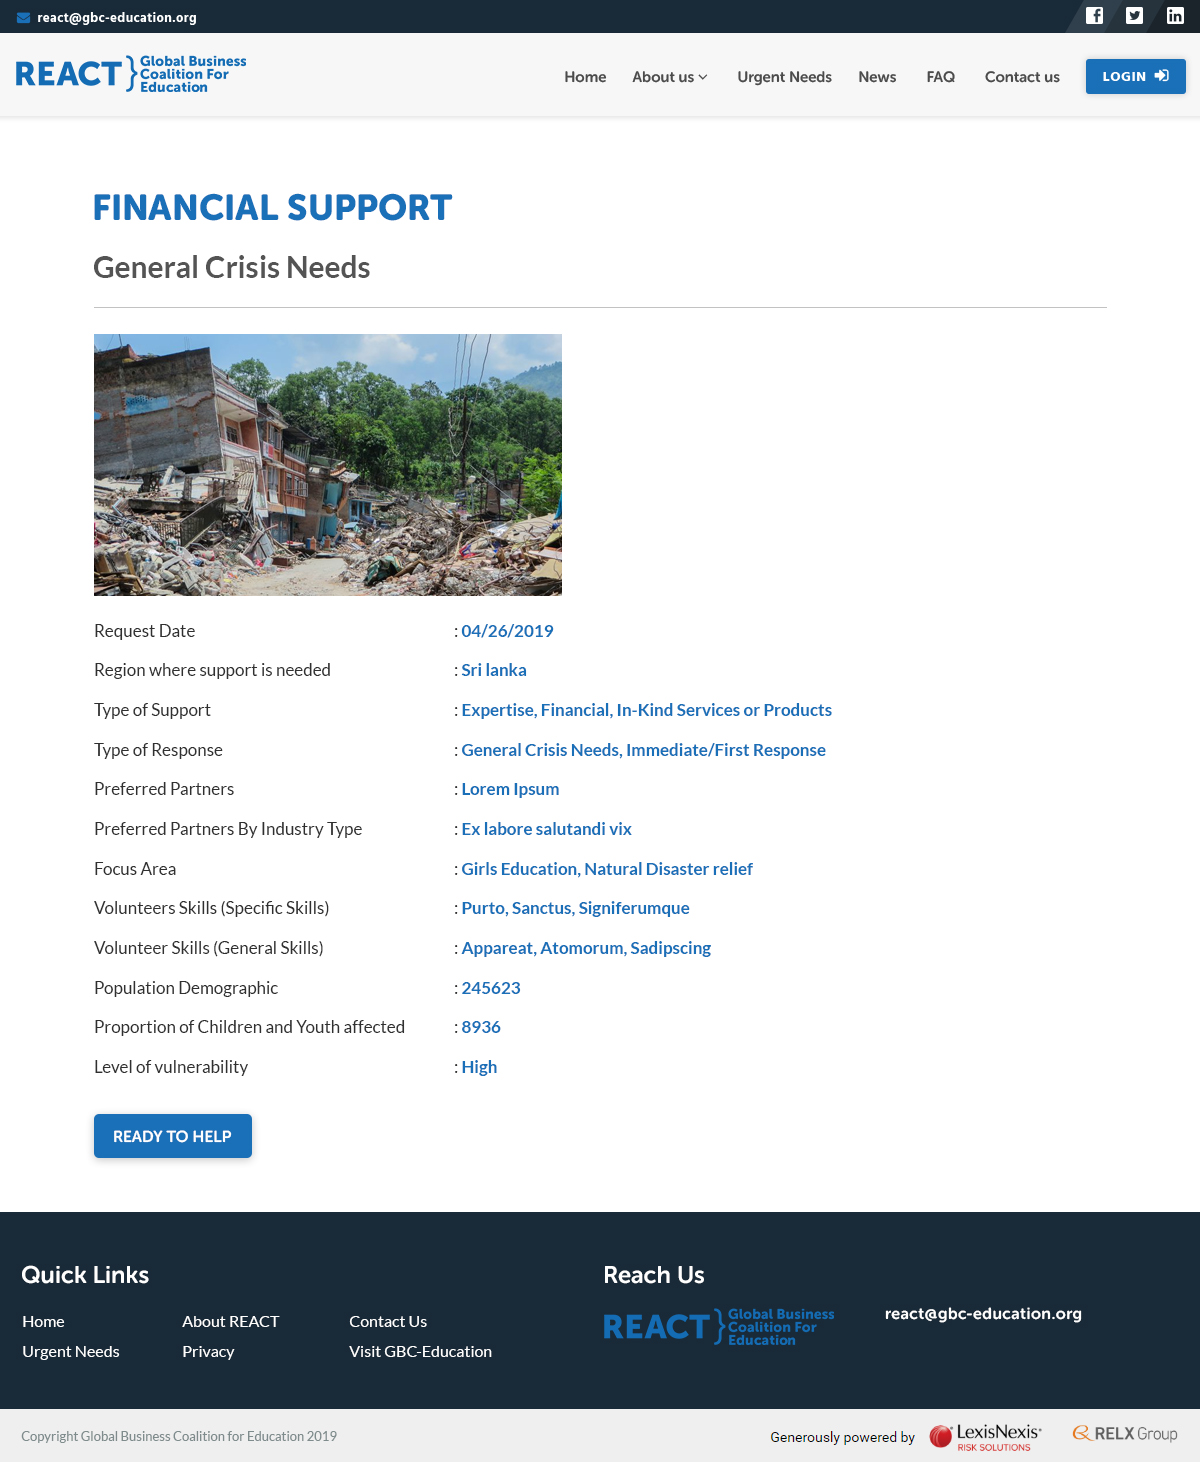 react@gbc-education.org
REACT
Global Business
Coalition For
Education
Home
About us
Urgent Needs
News
FAQ
Contact us
LOGIN
FINANCIAL SUPPORT
General Crisis Needs
Request Date : 04/26/2019
Region where support is needed : Sri lanka
Type of Support : Expertise, Financial, In-Kind Services or Products
Type of Response : General Crisis Needs, Immediate/First Response
Preferred Partners : Lorem Ipsum
Preferred Partners By Industry Type : Ex labore salutandi vix
Focus Area : Girls Education, Natural Disaster relief
Volunteers Skills (Specific Skills) : Purto, Sanctus, Signiferumque
Volunteer Skills (General Skills) : Appareat, Atomorum, Sadipscing
Population Demographic : 245623
Proportion of Children and Youth affected : 8936
Level of vulnerability : High
READY TO HELP
Quick Links
Home
About REACT
Contact Us
Urgent Needs
Privacy
Visit GBC-Education
Reach Us
REACT
Global Business
Coalition For
Education
react@gbc-education.org
Copyright Global Business Coalition for Education 2019
Generously powered by
LexisNexis
RISK SOLUTIONS
RELX Group